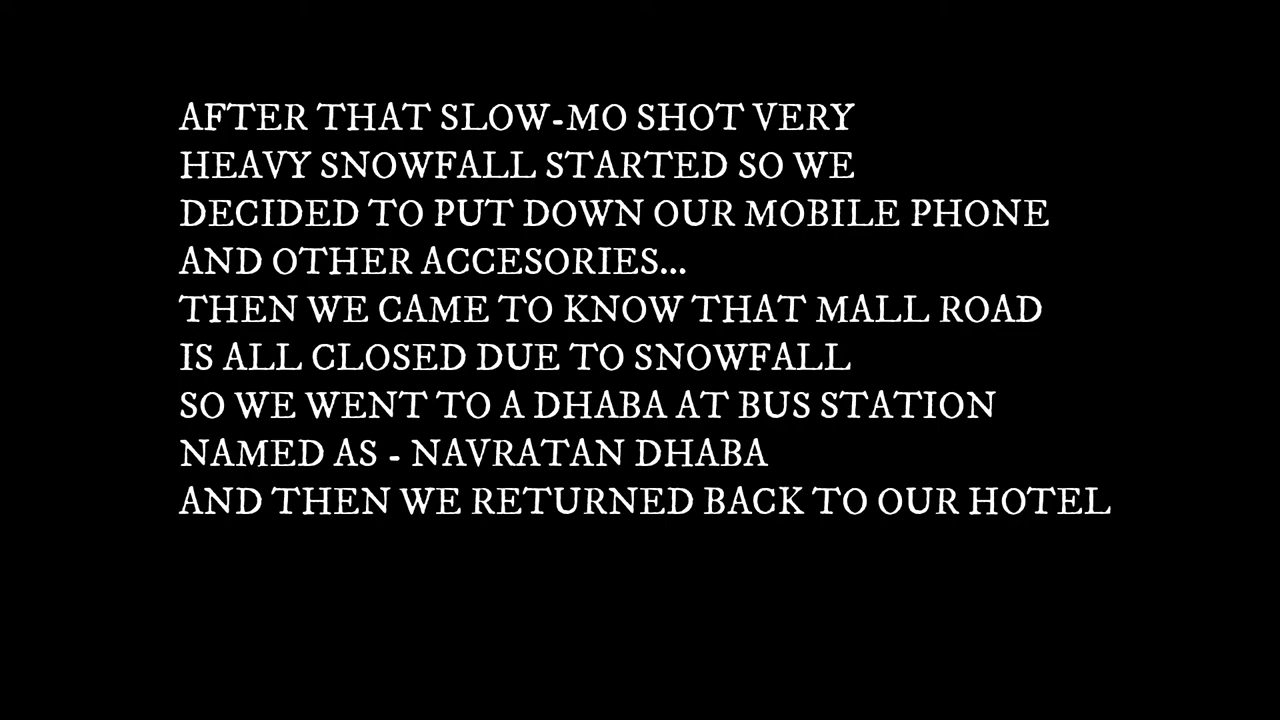 AFTER THAT SLOW-MO SHOT VERY
HEAVY SNOWFALL STARTED SO WE
DECIDED TO PUT DOWN OUR MOBILE PHONE
AND OTHER ACCESORIES...
THEN WE CAME TO KNOW THAT MALL ROAD
IS ALL CLOSED DUE TO SNOWFALL
SO WE WENT TO A DHABA AT BUS STATION
NAMED AS - NAVRATAN DHABA
AND THEN WE RETURNED BACK TO OUR HOTEL